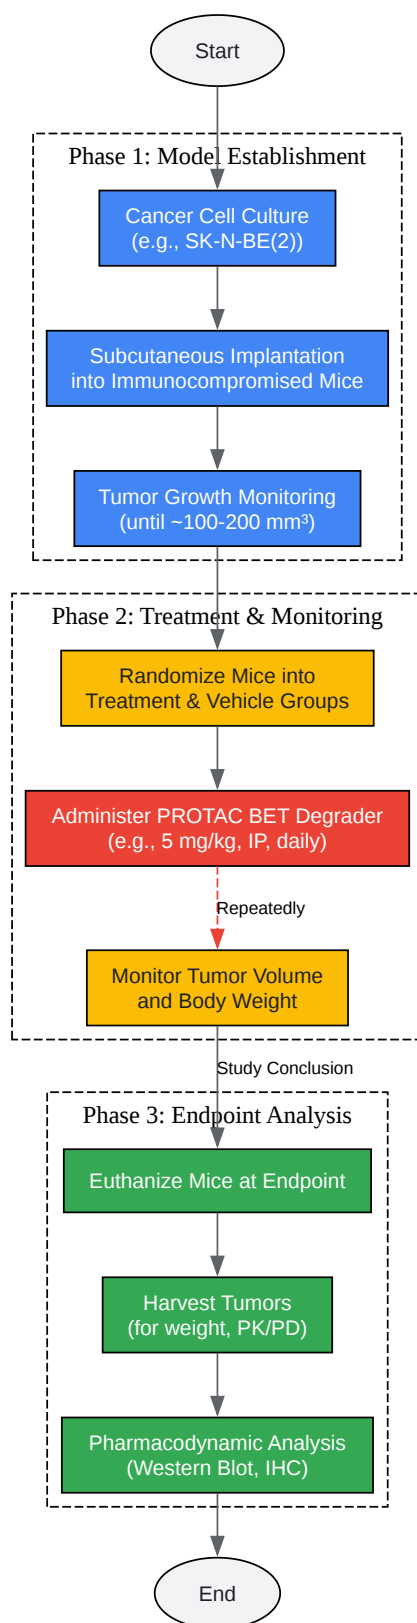 Start
Phase 1: Model Establishment
Cancer Cell Culture
(e.g., SK-N-BE(2))
Subcutaneous Implantation
into Immunocompromised Mice
Tumor Growth Monitoring
(until ~100-200 mm³)
Phase 2: Treatment & Monitoring
Randomize Mice into
Treatment & Vehicle Groups
Administer PROTAC BET Degrader
(e.g., 5 mg/kg, IP, daily)
Repeatedly
Monitor Tumor Volume
and Body Weight
Study Conclusion
Phase 3: Endpoint Analysis
Euthanize Mice at Endpoint
Harvest Tumors
(for weight, PK/PD)
Pharmacodynamic Analysis
(Western Blot, IHC)
End